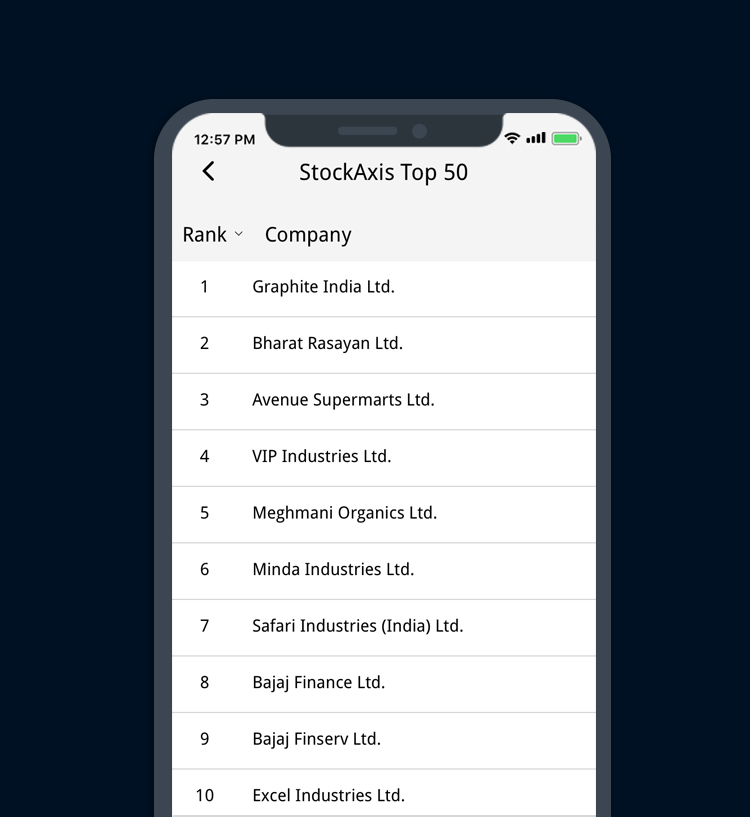 12:57 PM
StockAxis Top 50
Rank Company
1 Graphite India Ltd.
2 Bharat Rasayan Ltd.
3 Avenue Supermarts Ltd.
4 VIP Industries Ltd.
5 Meghmani Organics Ltd.
6 Minda Industries Ltd.
7 Safari Industries (India) Ltd.
8 Bajaj Finance Ltd.
9 Bajaj Finserv Ltd.
10 Excel Industries Ltd.